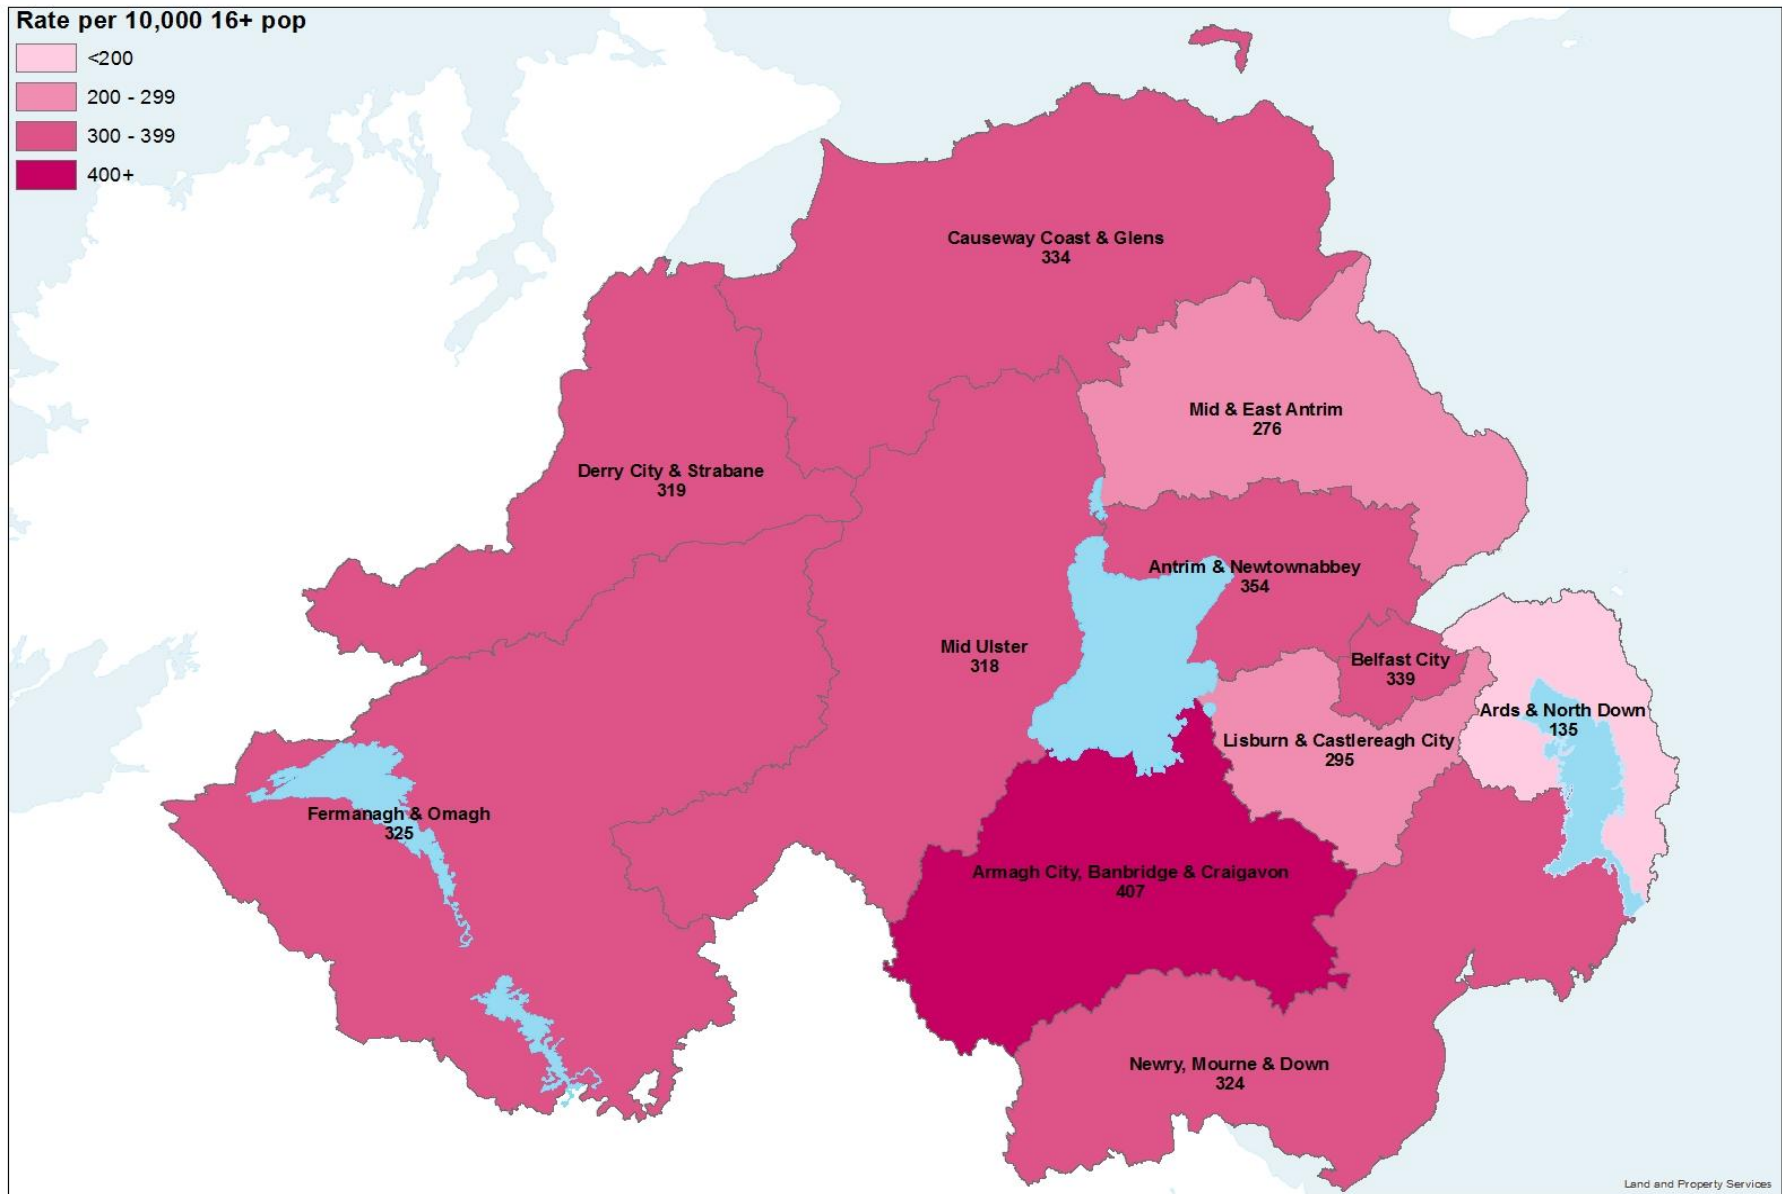 Rate per 10,000 16+ pop
<200
200 - 299
300 - 399
400+
Causeway Coast & Glens
334
Mid & East Antrim
276
Derry City & Strabane
319
Antrim & Newtownabbey
354
Mid Ulster
318
Belfast City
339
Ards & North Down
135
Lisburn & Castlereagh City
295
Fermanagh & Omagh
325
Armagh City, Banbridge & Craigavon
407
Newry, Mourne & Down
324
Land and Property Services